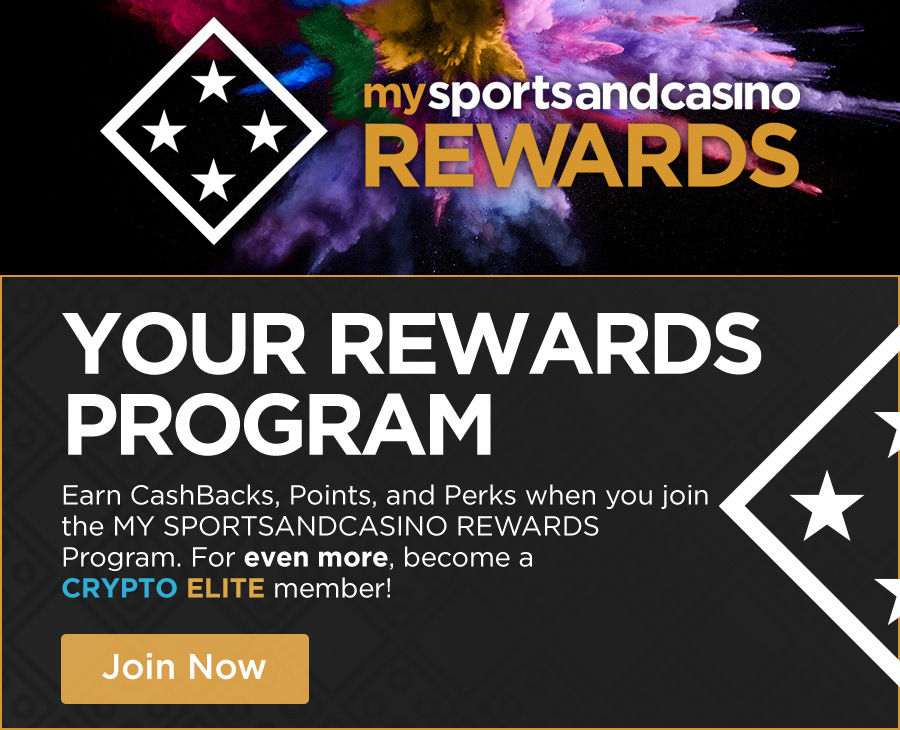 mysportsandcasino
REWARDS
YOUR REWARDS
PROGRAM
Earn CashBacks, Points, and Perks when you join
the MY SPORTSANDCASINO REWARDS
Program. For even more, become a
CRYPTO ELITE member!
Join Now